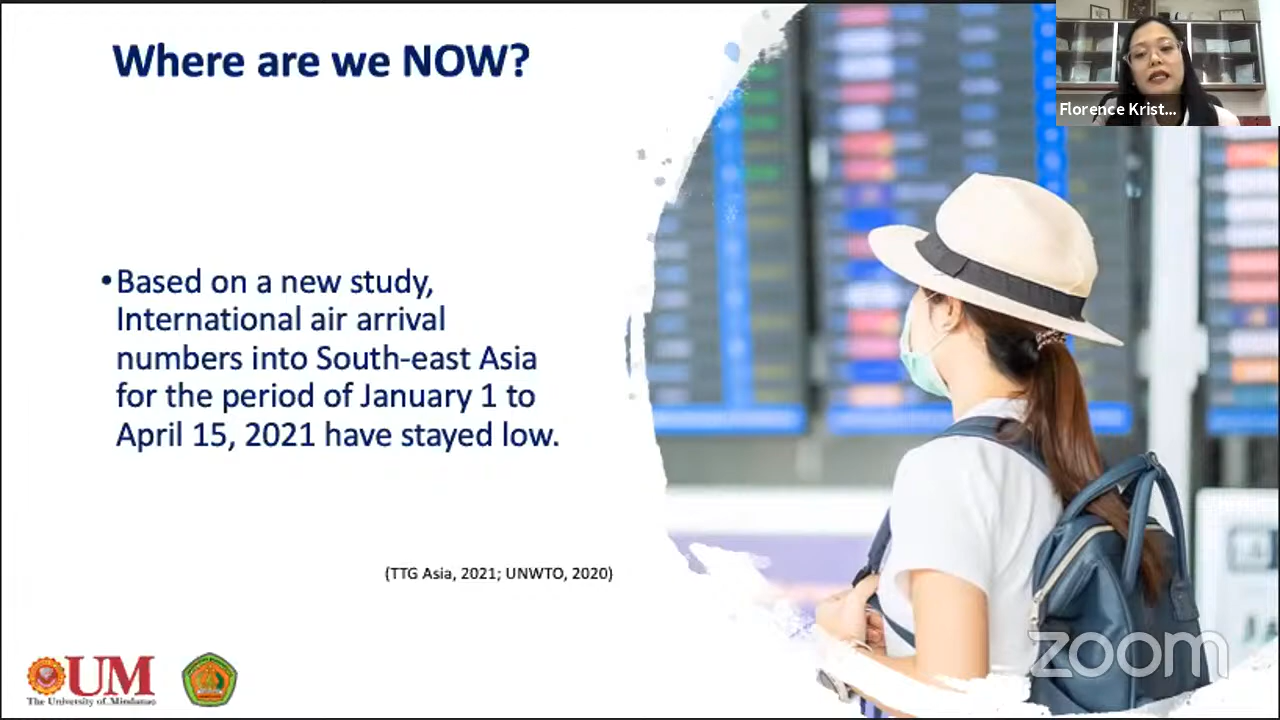 Where are we NOW?
Florence Krist...
•Based on a new study,
International air arrival
numbers into South-east Asia
for the period of January 1 to
April 15, 2021 have stayed low.
(TTG Asia, 2021; UNWTO, 2020)
UM
The University of Mindanao
zoom